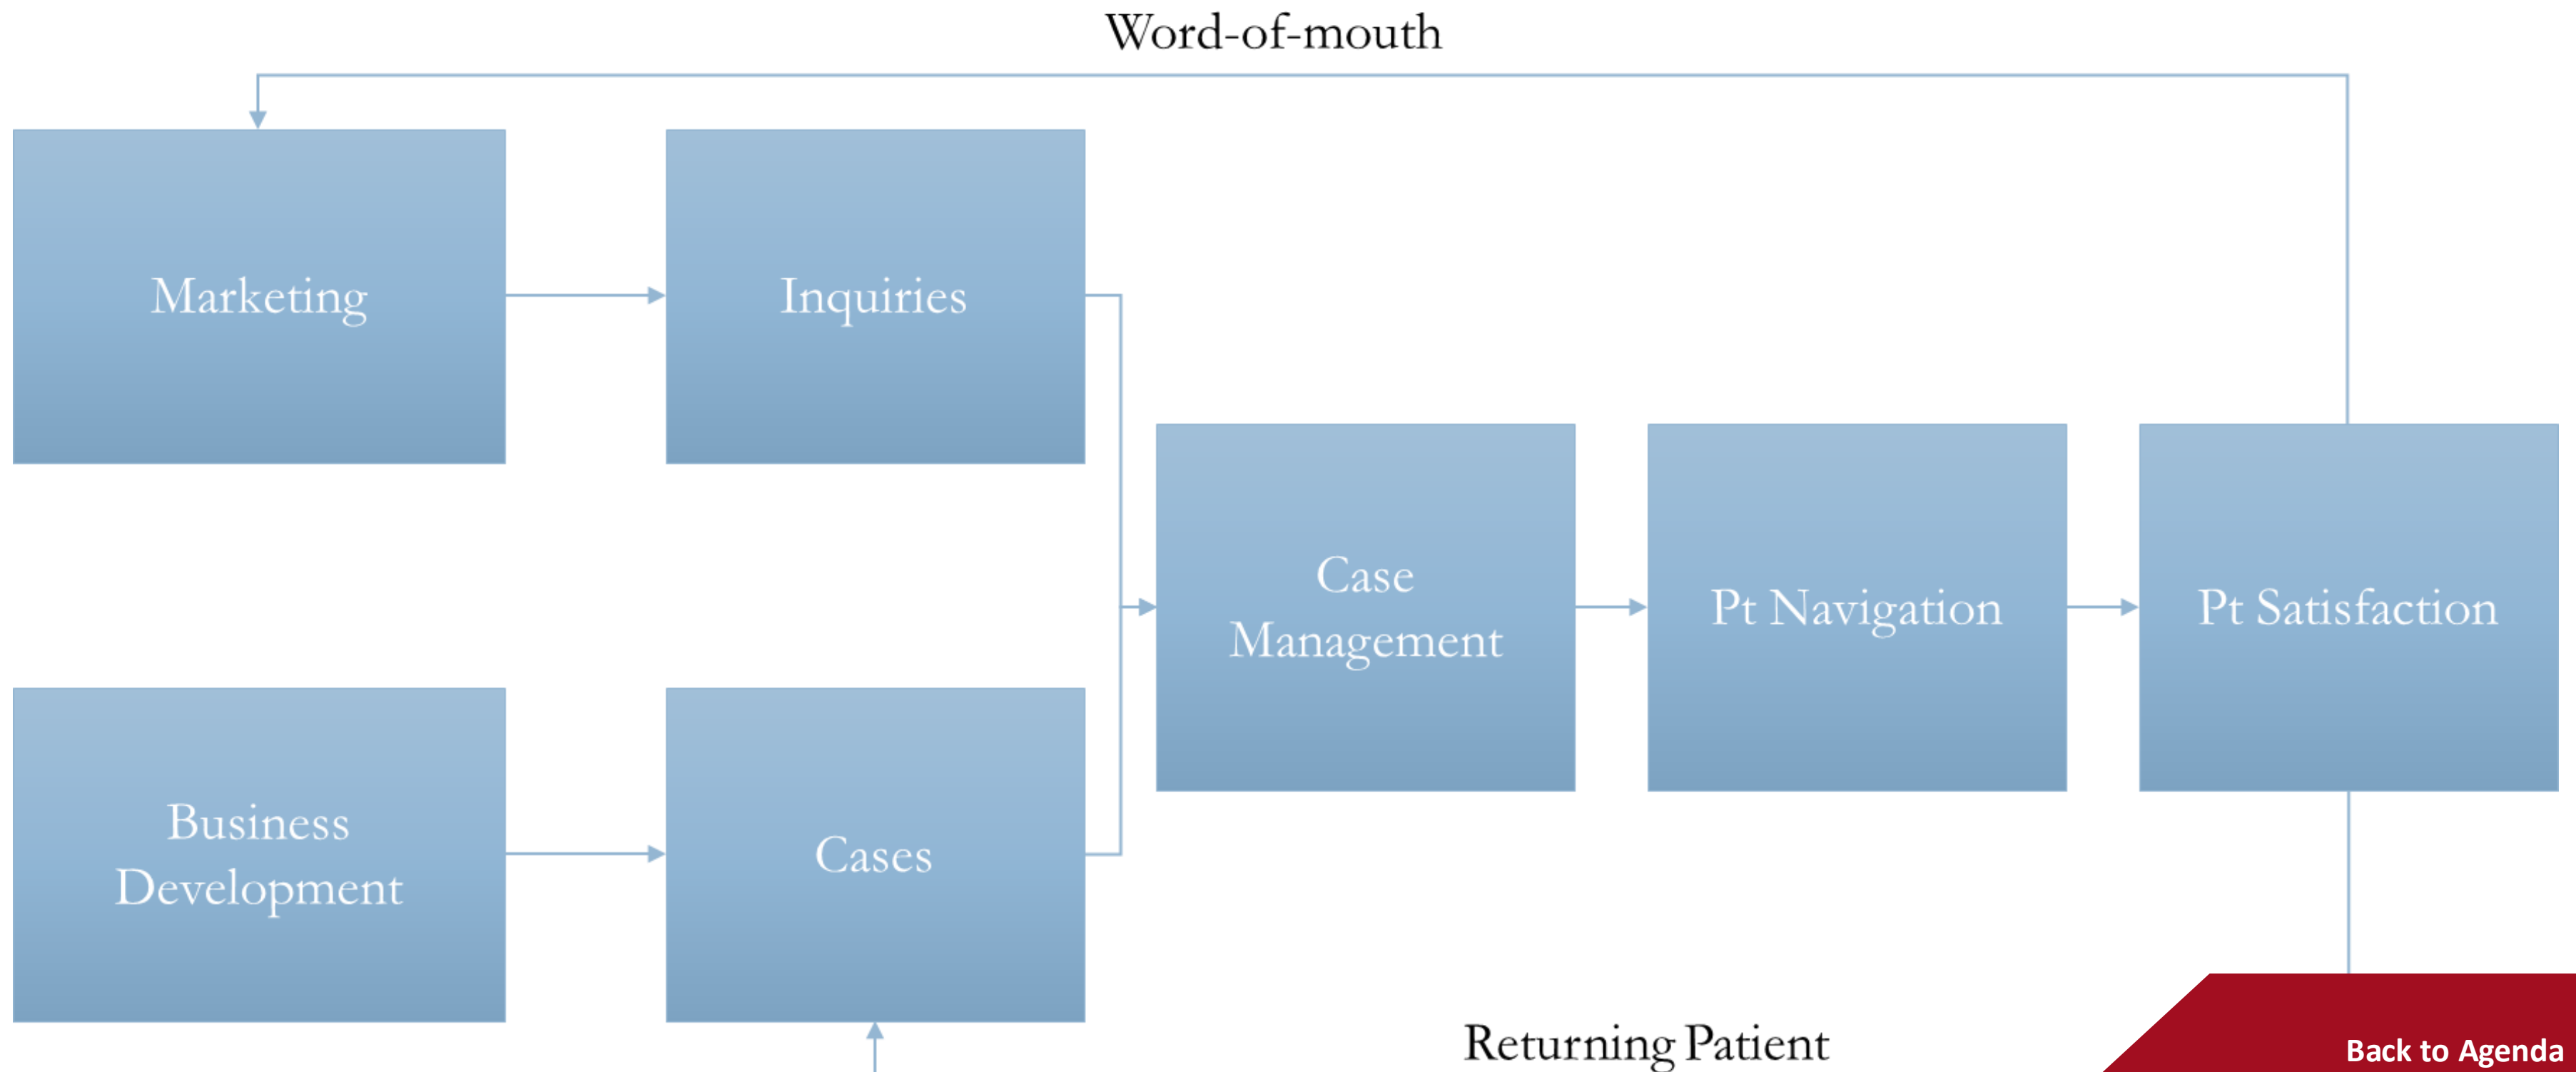 Word-of-mouth
Marketing
Inquiries
Case
Management
Pt Navigation
Pt Satisfaction
Business
Development
Cases
Returning Patient
Back to Agenda